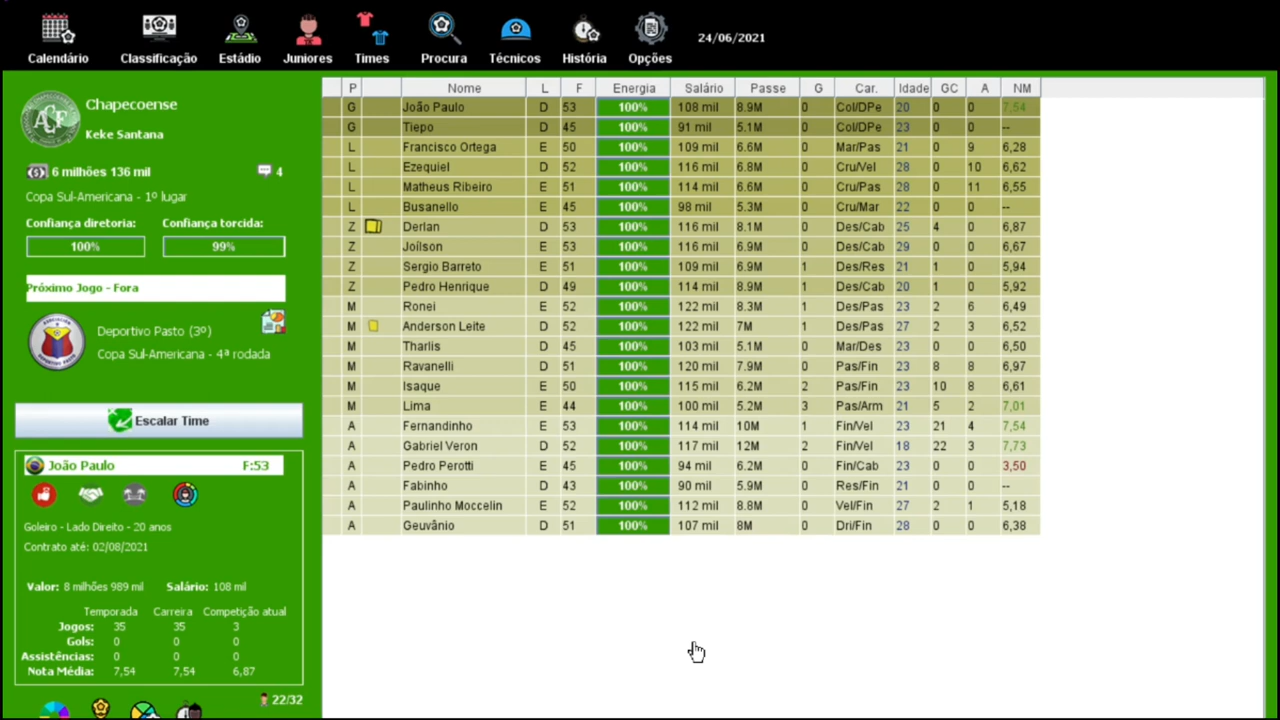 Calendário Classificação Estádio Juniores Times Procura Técnicos História Opções 24/06/2021
Chapecoense
Keke Santana
6 milhões 136 mil 4
Copa Sul-Americana - 1º lugar
Confiança diretoria: Confiança torcida:
100% 99%
Próximo Jogo - Fora
Deportivo Pasto (3º)
Copa Sul-Americana - 4ª rodada
Escalar Time
João Paulo F:53
Goleiro - Lado Direito - 20 anos
Contrato até: 02/08/2021
Valor: 8 milhões 989 mil Salário: 108 mil
Temporada Carreira Competição atual
Jogos: 35 35 3
Gols: 0 0 0
Assistências: 0 0 0
Nota Média: 7,54 7,54 6,87
22/32
P Nome L F Energia Salário Passe G Car. Idade GC A NM
G João Paulo D 53 100% 108 mil 8.9M 0 Col/DPe 20 0 0 7,54
G Tiepo D 45 100% 91 mil 5.1M 0 Col/DPe 23 0 0 --
L Francisco Ortega E 50 100% 109 mil 6.6M 0 Mar/Pas 21 0 9 6,28
L Ezequiel D 52 100% 116 mil 6.8M 0 Cru/Vel 28 0 10 6,62
L Matheus Ribeiro E 51 100% 114 mil 6.6M 0 Cru/Pas 28 0 11 6,55
L Busanello E 45 100% 98 mil 5.3M 0 Cru/Mar 22 0 0 --
Z Derlan D 53 100% 116 mil 8.1M 0 Des/Cab 25 4 0 6,87
Z Joílson E 53 100% 116 mil 6.9M 0 Des/Cab 29 0 0 6,67
Z Sergio Barreto E 51 100% 109 mil 6.9M 1 Des/Res 21 1 0 5,94
Z Pedro Henrique D 49 100% 114 mil 8.9M 1 Des/Cab 20 1 0 5,92
M Ronei E 52 100% 122 mil 8.3M 1 Des/Pas 23 2 6 6,49
M Anderson Leite D 52 100% 122 mil 7M 1 Des/Pas 27 2 3 6,52
M Tharlis D 45 100% 103 mil 5.1M 0 Mar/Des 23 0 0 6,50
M Ravanelli D 51 100% 120 mil 7.9M 0 Pas/Fin 23 8 8 6,97
M Isaque E 50 100% 115 mil 6.2M 2 Pas/Fin 23 10 8 6,61
M Lima E 44 100% 100 mil 5.2M 3 Pas/Arm 21 5 2 7,01
A Fernandinho E 53 100% 114 mil 10M 1 Fin/Vel 23 21 4 7,54
A Gabriel Veron D 52 100% 117 mil 12M 2 Fin/Vel 18 22 3 7,73
A Pedro Perotti E 45 100% 94 mil 6.2M 0 Fin/Cab 23 0 0 3,50
A Fabinho D 43 100% 90 mil 5.9M 0 Res/Fin 21 0 0 --
A Paulinho Moccelin E 52 100% 112 mil 8.8M 0 Vel/Fin 27 2 1 5,18
A Geuvânio D 51 100% 107 mil 8M 0 Dri/Fin 28 0 0 6,38